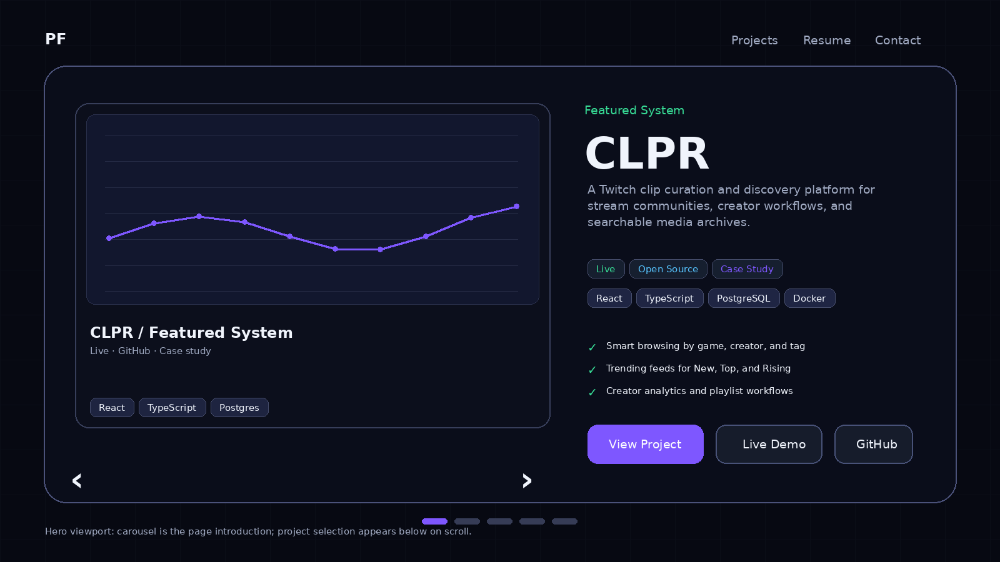 PF
Projects Resume Contact
CLPR / Featured System
Live · GitHub · Case study
React TypeScript Postgres
‹ ›
Featured System
CLPR
A Twitch clip curation and discovery platform for
stream communities, creator workflows, and
searchable media archives.
Live Open Source Case Study
React TypeScript PostgreSQL Docker
✓ Smart browsing by game, creator, and tag
✓ Trending feeds for New, Top, and Rising
✓ Creator analytics and playlist workflows
View Project Live Demo GitHub
Hero viewport: carousel is the page introduction; project selection appears below on scroll.